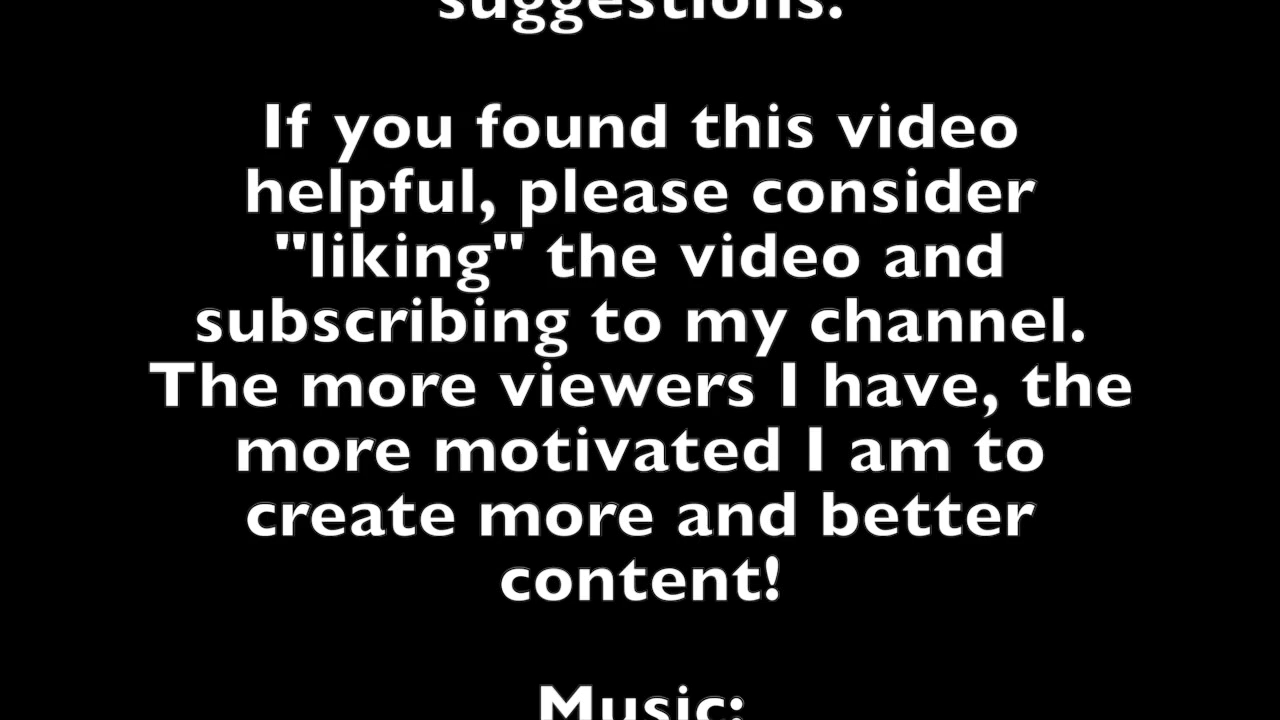 suggestions.
If you found this video
helpful, please consider
"liking" the video and
subscribing to my channel.
The more viewers I have, the
more motivated I am to
create more and better
content!
Music: